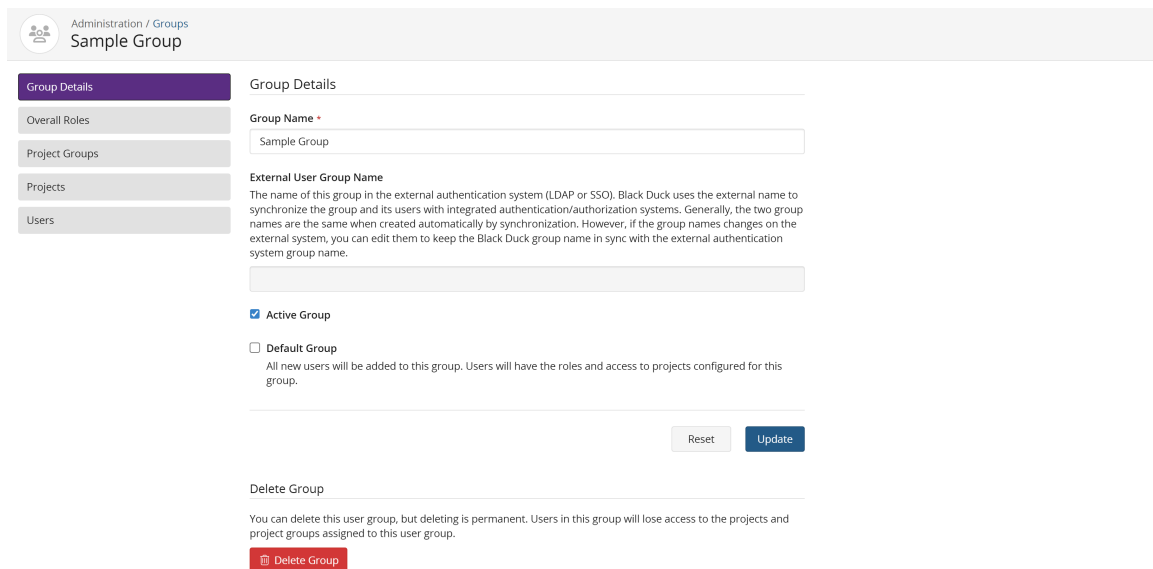 Administration / Groups
Sample Group
Group Details
Overall Roles
Project Groups
Projects
Users
Group Details
Group Name *
Sample Group
External User Group Name
The name of this group in the external authentication system (LDAP or SSO). Black Duck uses the external name to
synchronize the group and its users with integrated authentication/authorization systems. Generally, the two group
names are the same when created automatically by synchronization. However, if the group names changes on the
external system, you can edit them to keep the Black Duck group name in sync with the external authentication
system group name.
Active Group
Default Group
All new users will be added to this group. Users will have the roles and access to projects configured for this
group.
Reset
Update
Delete Group
You can delete this user group, but deleting is permanent. Users in this group will lose access to the projects and
project groups assigned to this user group.
Delete Group